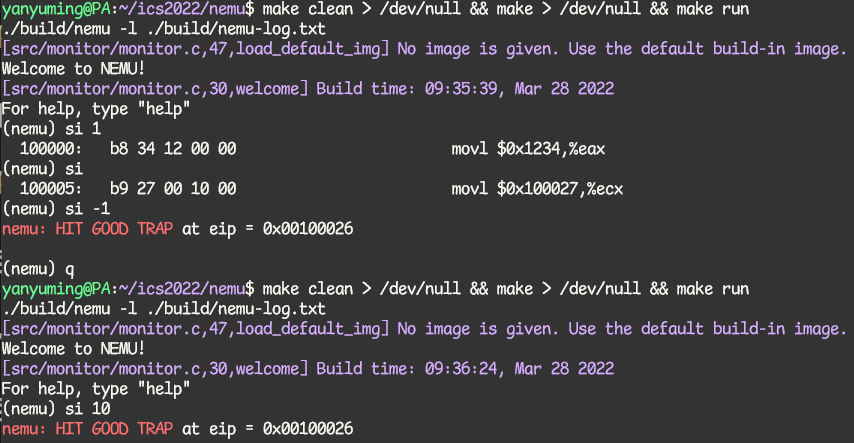 yanyuming@PA:~/ics2022/nemu$ make clean > /dev/null && make > /dev/null && make run
./build/nemu -l ./build/nemu-log.txt
[src/monitor/monitor.c,47,load_default_img] No image is given. Use the default build-in image.
Welcome to NEMU!
[src/monitor/monitor.c,30,welcome] Build time: 09:35:39, Mar 28 2022
For help, type "help"
(nemu) si 1
  100000:   b8 34 12 00 00                        movl $0x1234,%eax
(nemu) si
  100005:   b9 27 00 10 00                        movl $0x100027,%ecx
(nemu) si -1
nemu: HIT GOOD TRAP at eip = 0x00100026

(nemu) q
yanyuming@PA:~/ics2022/nemu$ make clean > /dev/null && make > /dev/null && make run
./build/nemu -l ./build/nemu-log.txt
[src/monitor/monitor.c,47,load_default_img] No image is given. Use the default build-in image.
Welcome to NEMU!
[src/monitor/monitor.c,30,welcome] Build time: 09:36:24, Mar 28 2022
For help, type "help"
(nemu) si 10
nemu: HIT GOOD TRAP at eip = 0x00100026